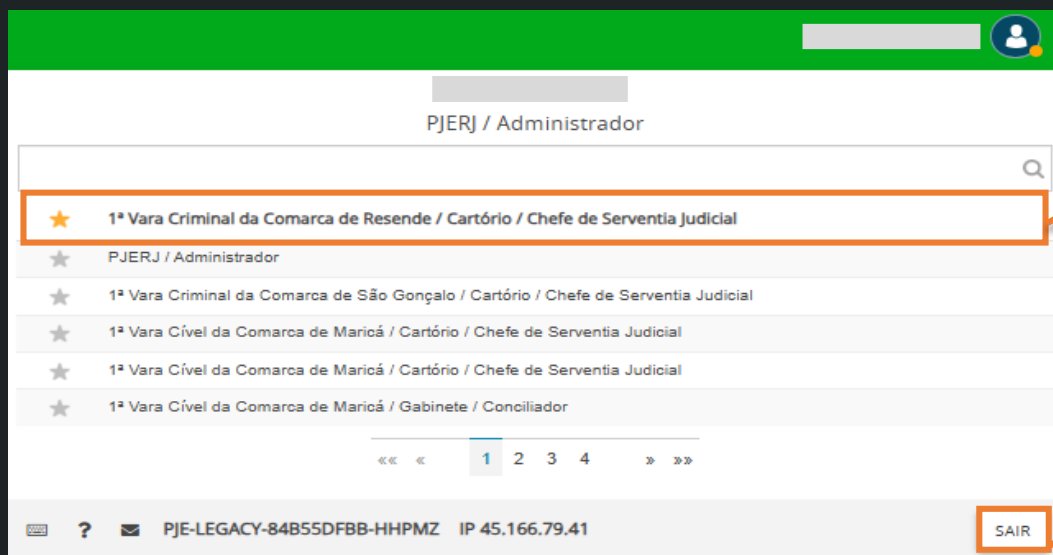 PJERJ / Administrador
1ª Vara Criminal da Comarca de Resende / Cartório / Chefe de Serventia Judicial
PJERJ / Administrador
1ª Vara Criminal da Comarca de São Gonçalo / Cartório / Chefe de Serventia Judicial
1ª Vara Cível da Comarca de Maricá / Cartório / Chefe de Serventia Judicial
1ª Vara Cível da Comarca de Maricá / Cartório / Chefe de Serventia Judicial
1ª Vara Cível da Comarca de Maricá / Gabinete / Conciliador
«« « 1 2 3 4 » »»
? PJE-LEGACY-84B55DFBB-HHPMZ IP 45.166.79.41 SAIR